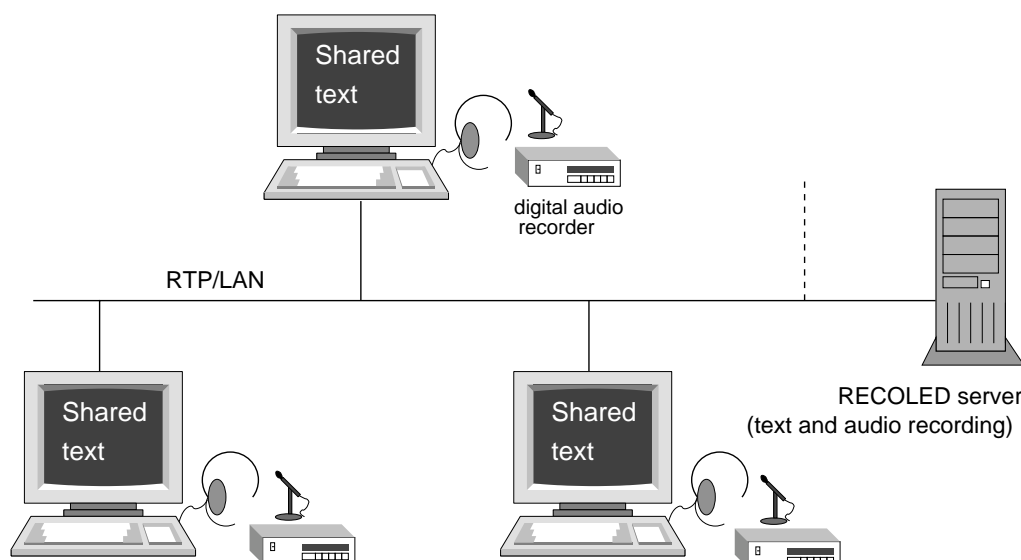 Shared
text
digital audio
recorder
RTP/LAN
Shared
text
Shared
text
RECOLED server
(text and audio recording)